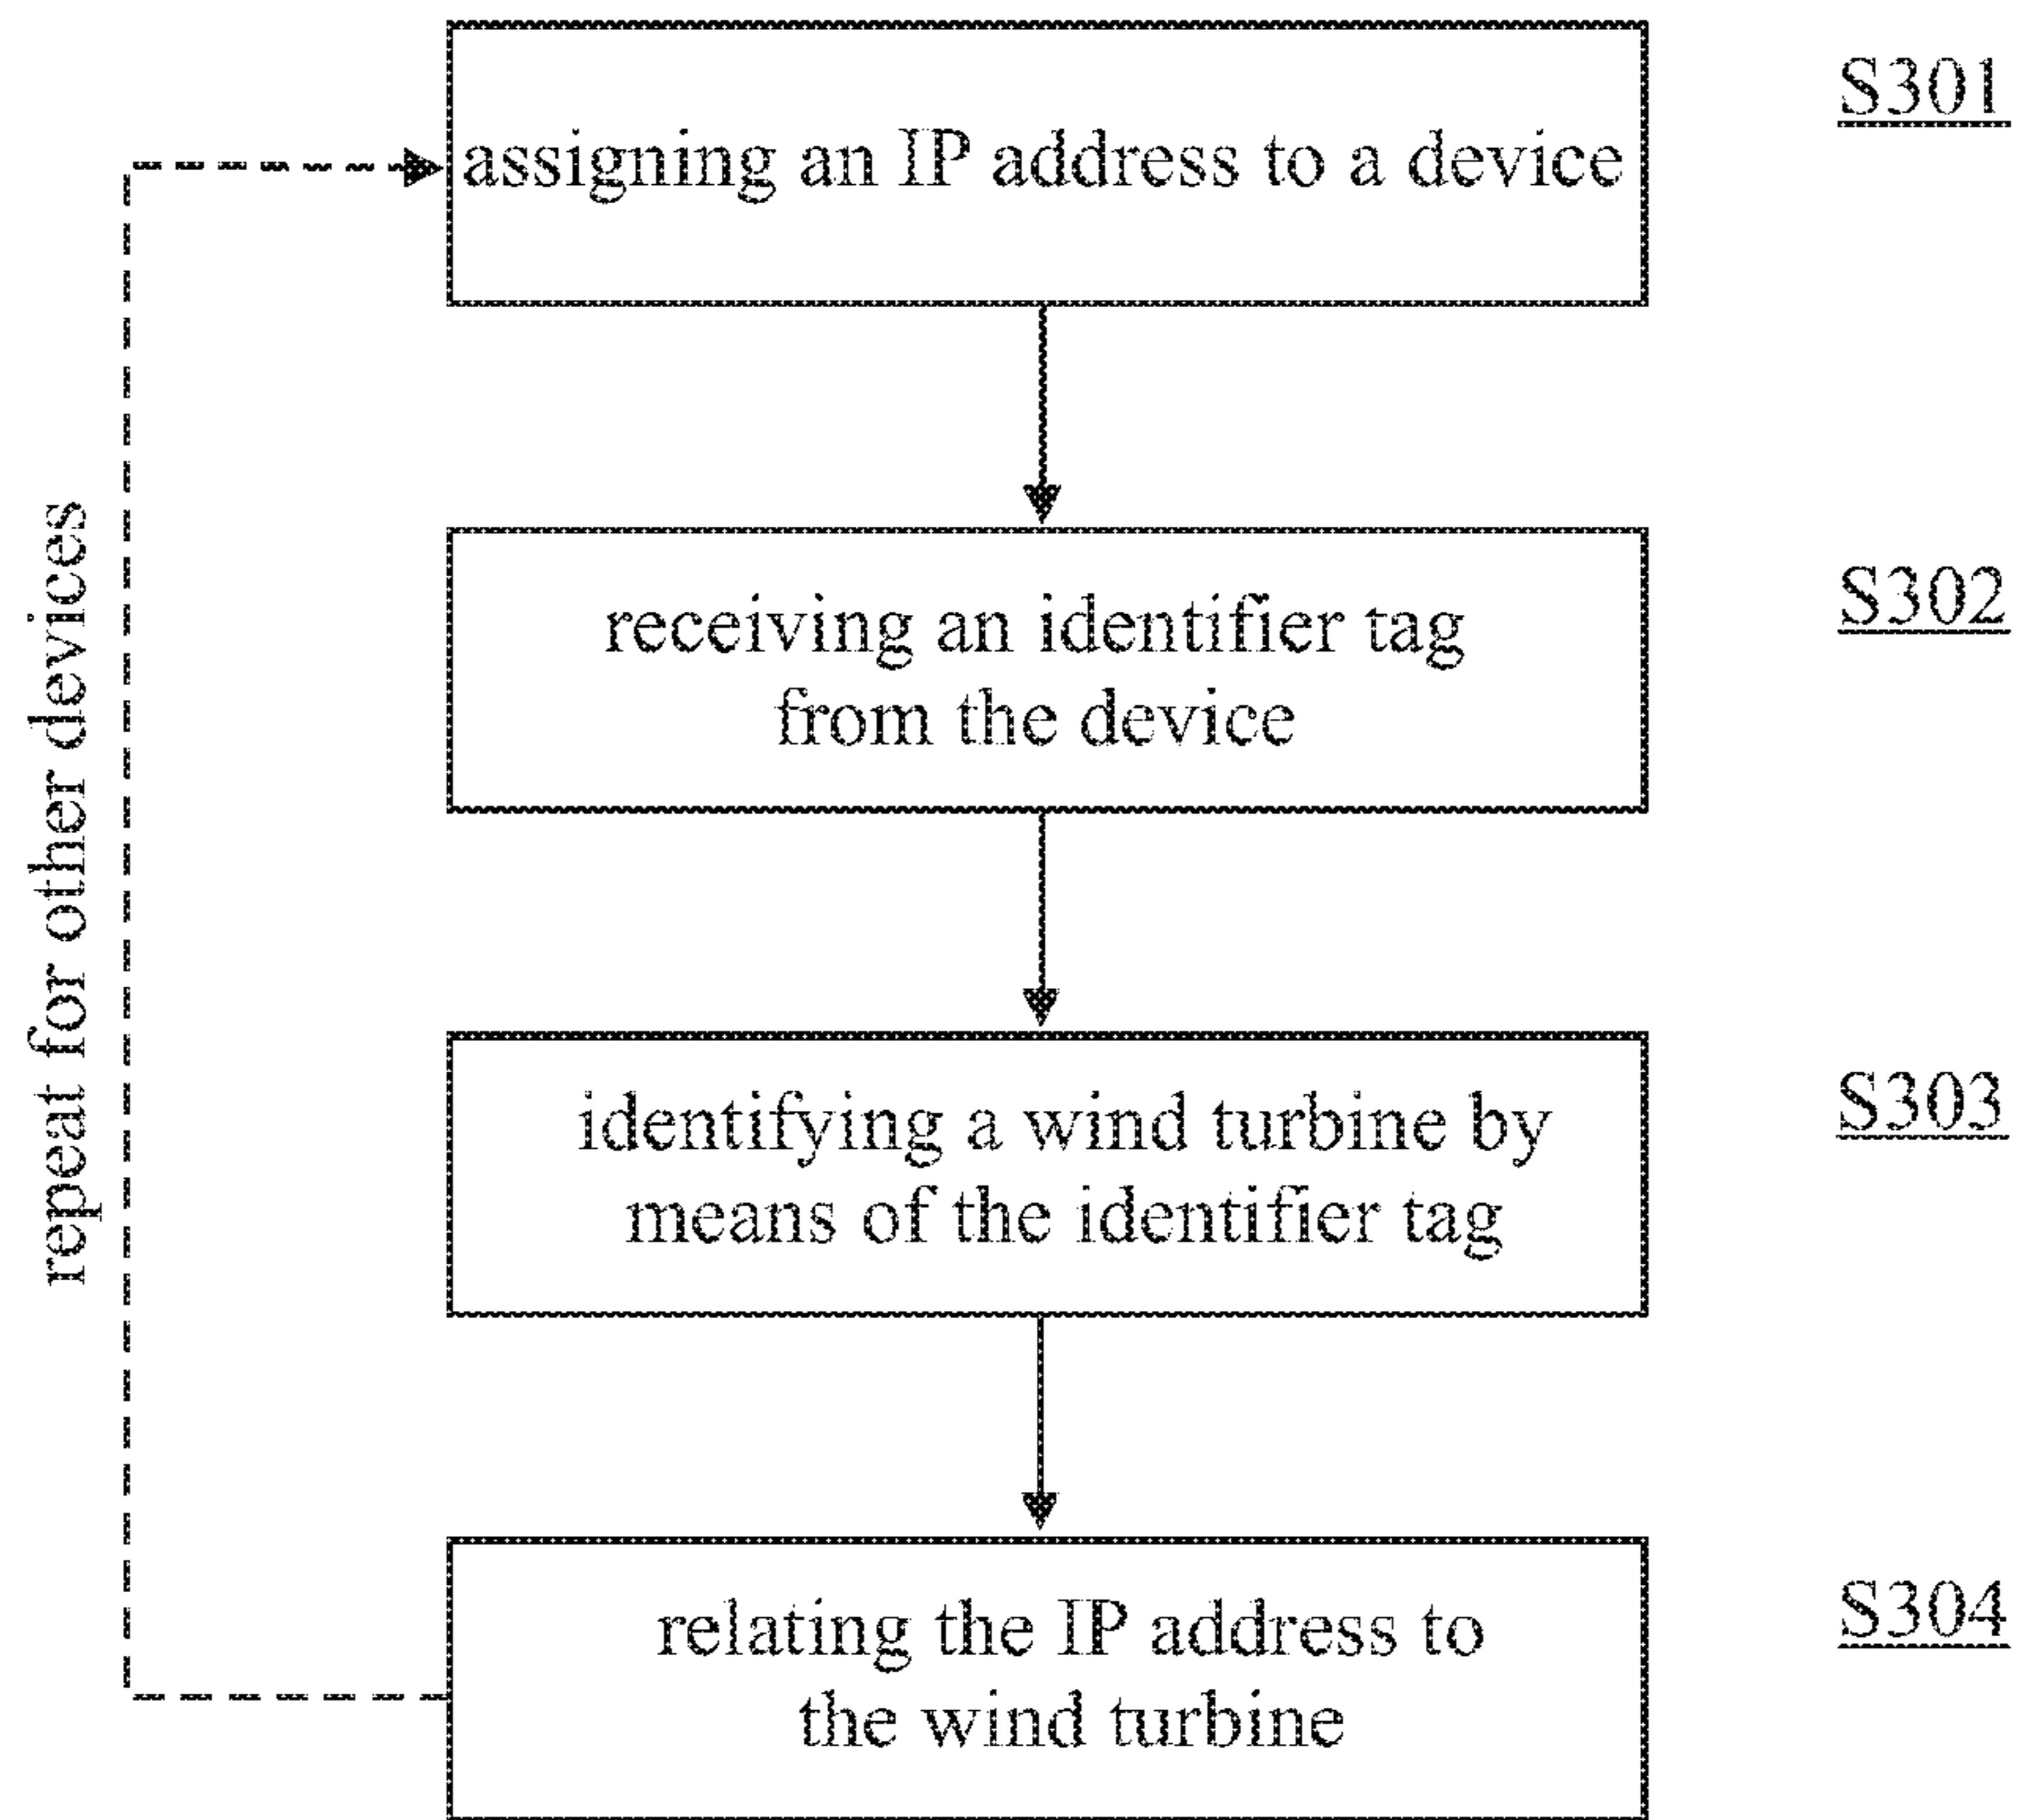 assigning an IP address to a device
S301
receiving an identifier tag
from the device
S302
identifying a wind turbine by
means of the identifier tag
S303
relating the IP address to
the wind turbine
S304
repeat for other devices